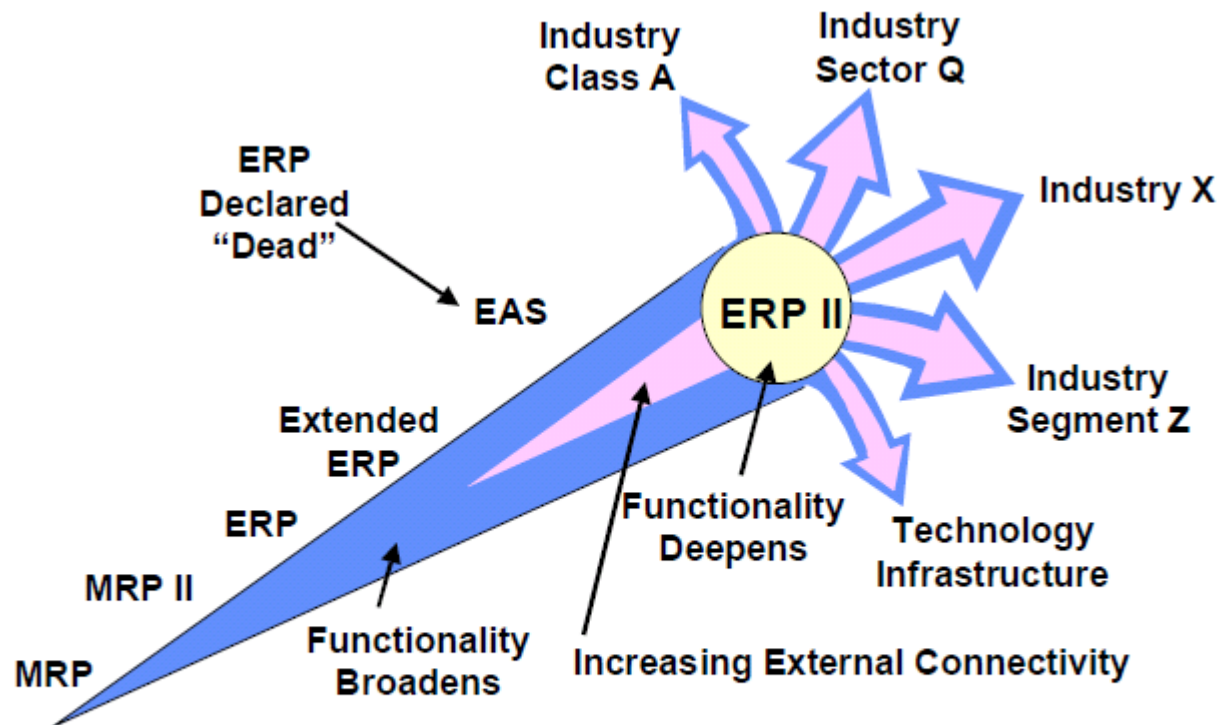 Industry
Class A
Industry
Sector Q
ERP
Declared
“Dead”
Industry X
EAS
ERP II
Industry
Segment Z
Extended
ERP
ERP
Functionality
Deepens
Technology
Infrastructure
MRP II
Functionality
Broadens
Increasing External Connectivity
MRP